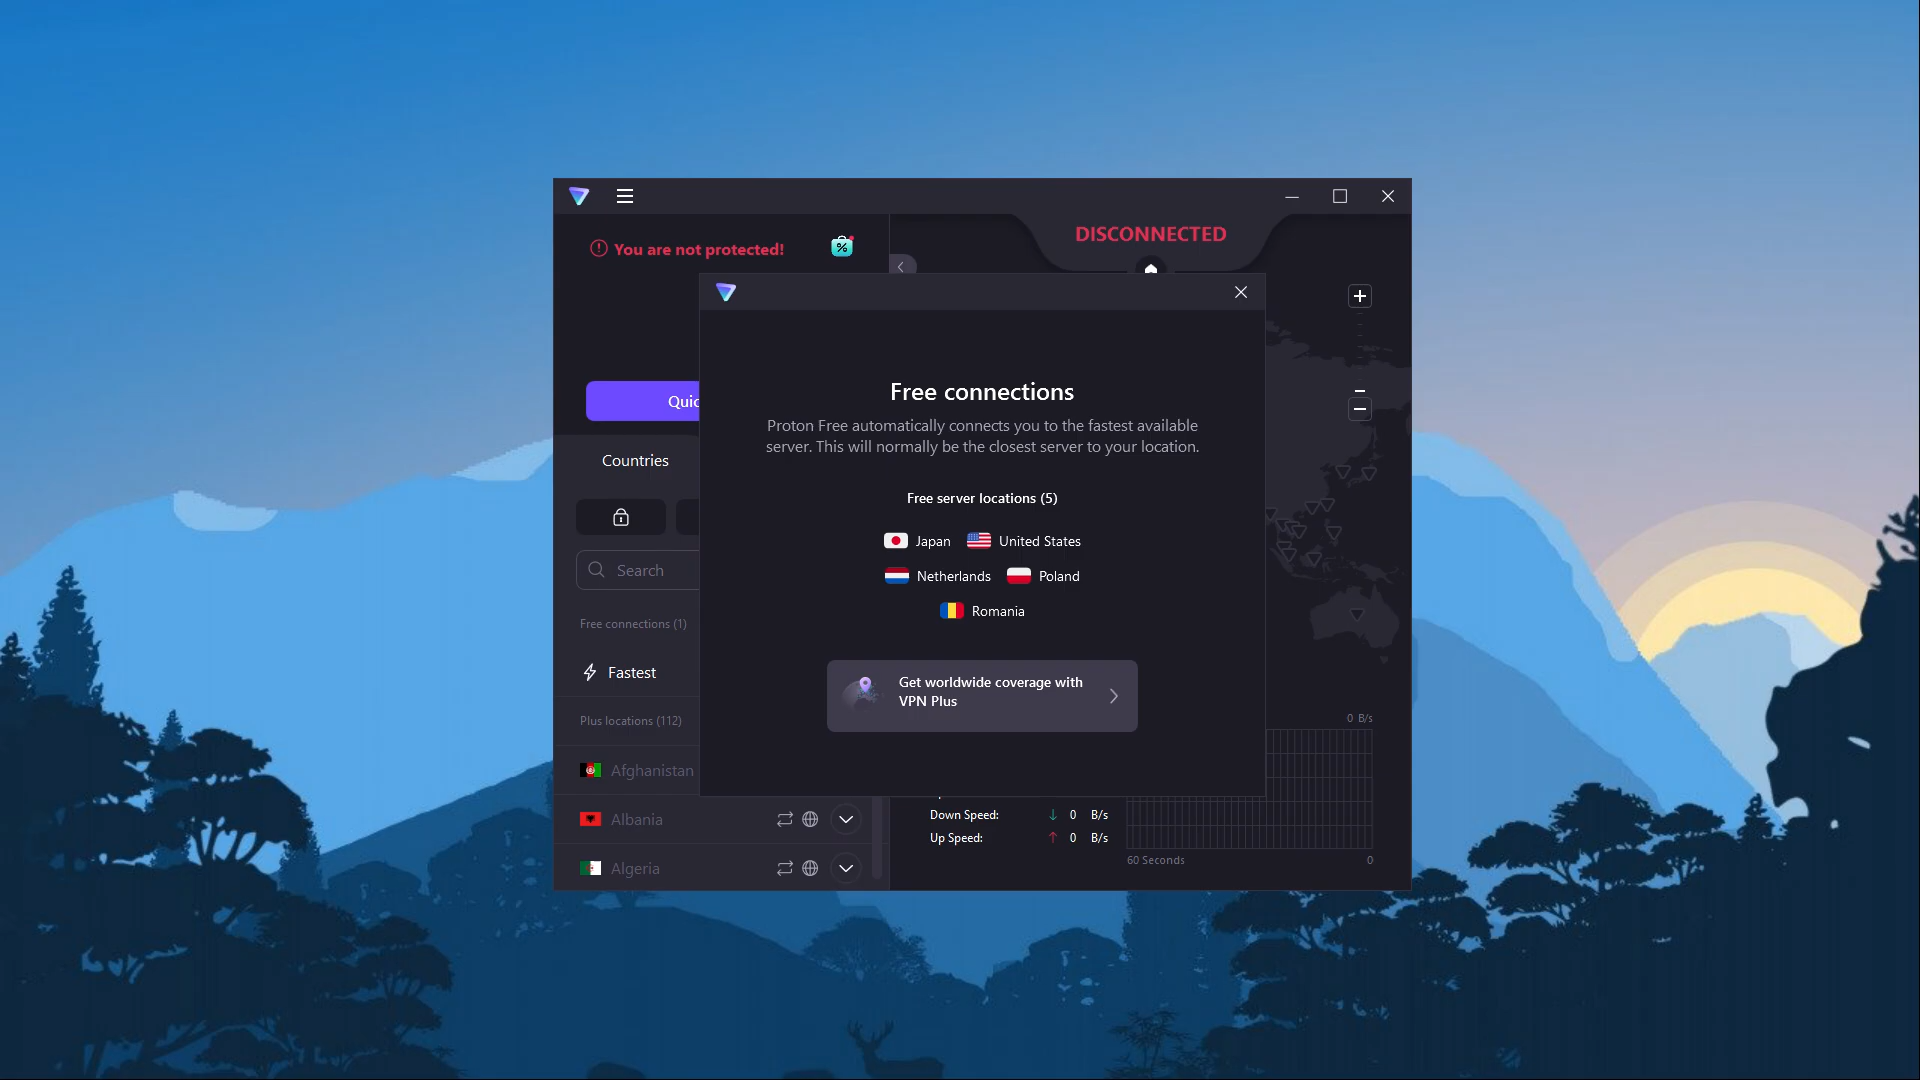 You are not protected!
DISCONNECTED
Free connections
Proton Free automatically connects you to the fastest available
server. This will normally be the closest server to your location.
Free server locations (5)
Japan
United States
Netherlands
Poland
Romania
Get worldwide coverage with
VPN Plus
Countries
Search
Free connections (1)
Fastest
Plus locations (112)
Afghanistan
Albania
Algeria
0 B/s
Down Speed: 0 B/s
Up Speed: 0 B/s
60 Seconds
0